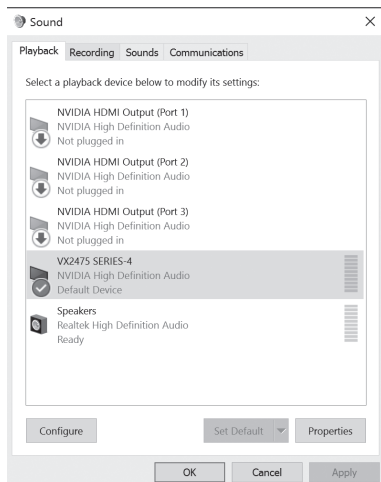 Sound
Playback Recording Sounds Communications
Select a playback device below to modify its settings:
NVIDIA HDMI Output (Port 1)
NVIDIA High Definition Audio
Not plugged in
NVIDIA HDMI Output (Port 2)
NVIDIA High Definition Audio
Not plugged in
NVIDIA HDMI Output (Port 3)
NVIDIA High Definition Audio
Not plugged in
VX2475 SERIES-4
NVIDIA High Definition Audio
Default Device
Speakers
Realtek High Definition Audio
Ready
Configure Set Default Properties
OK Cancel Apply